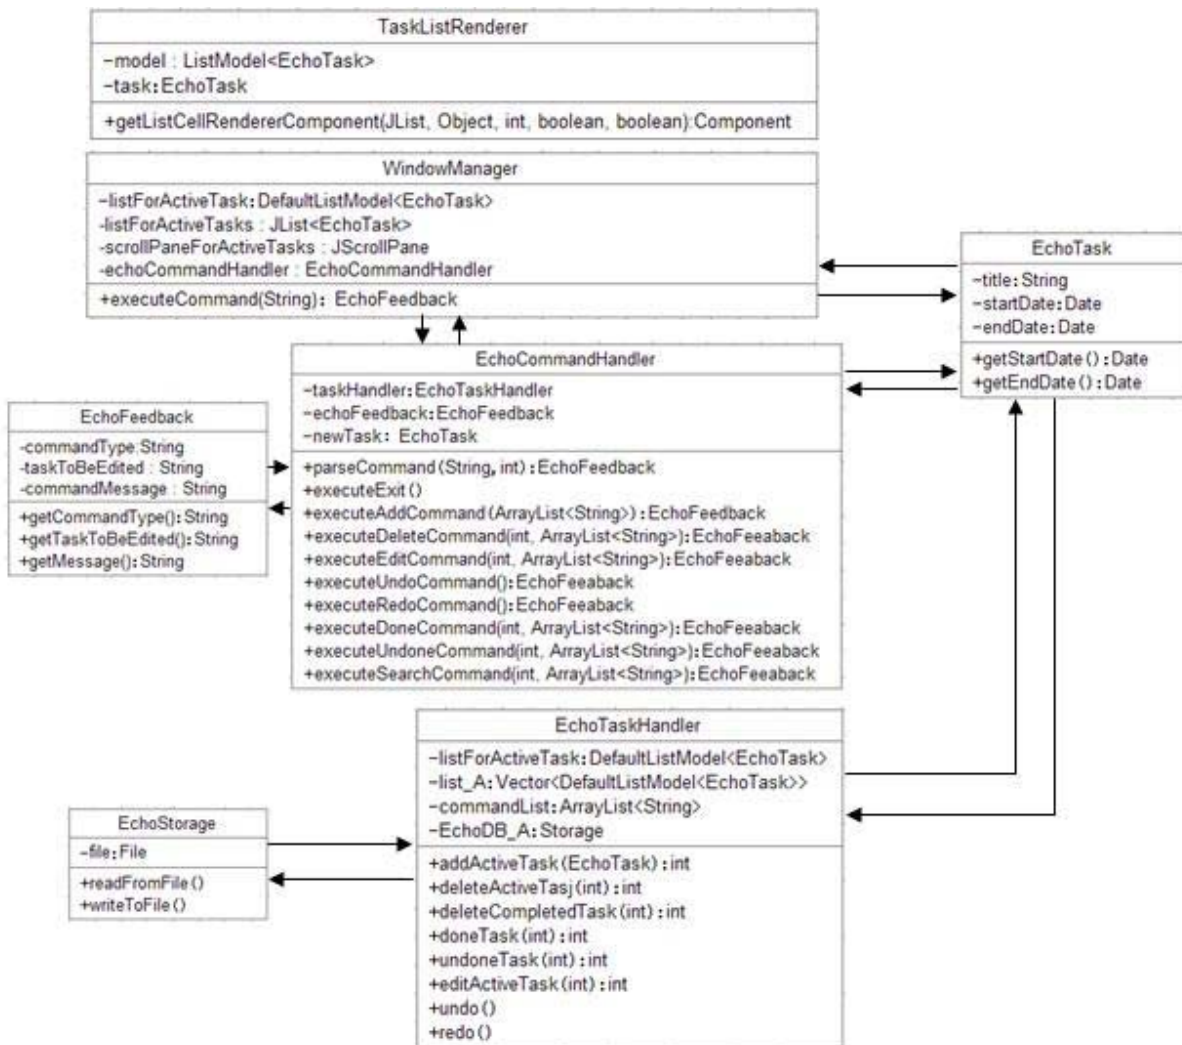 TaskListRenderer
-model : ListModel<EchoTask>
-task:EchoTask
+getListCellRendererComponent(JList, Object, int, boolean, boolean):Component
WindowManager
-listForActiveTask:DefaultListModel<EchoTask>
-listForActiveTasks : JList<EchoTask>
-scrollPaneForActiveTasks : JScrollPane
-echoCommandHandler : EchoCommandHandler
+executeCommand(String): EchoFeedback
EchoTask
-title:String
-startDate:Date
-endDate:Date
+getStartDate():Date
+getEndDate():Date
EchoCommandHandler
-taskHandler:EchoTaskHandler
-echoFeedback:EchoFeedback
-newTask: EchoTask
+parseCommand(String,int):EchoFeedback
+executeExit()
+executeAddCommand(ArrayList<String>):EchoFeedback
+executeDeleteCommand(int, ArrayList<String>):EchoFeeaback
+executeEditCommand(int, ArrayList<String>):EchoFeeaback
+executeUndoCommand():EchoFeeaback
+executeRedoCommand():EchoFeeaback
+executeDoneCommand(int, ArrayList<String>):EchoFeeaback
+executeUndoneCommand(int, ArrayList<String>):EchoFeeaback
+executeSearchCommand(int, ArrayList<String>):EchoFeeaback
EchoFeedback
-commandType:String
-taskToBeEdited : String
-commandMessage : String
+getCommandType():String
+getTaskToBeEdited():String
+getMessage():String
EchoTaskHandler
-listForActiveTask:DefaultListModel<EchoTask>
-list_A:Vector<DefaultListModel<EchoTask>>
-commandList:ArrayList<String>
-EchoDB_A:Storage
+addActiveTask(EchoTask):int
+deleteActiveTasj(int):int
+deleteCompletedTask(int):int
+doneTask(int):int
+undoneTask(int):int
+editActiveTask(int):int
+undo()
+redo()
EchoStorage
-file:File
+readFromFile()
+writeToFile()